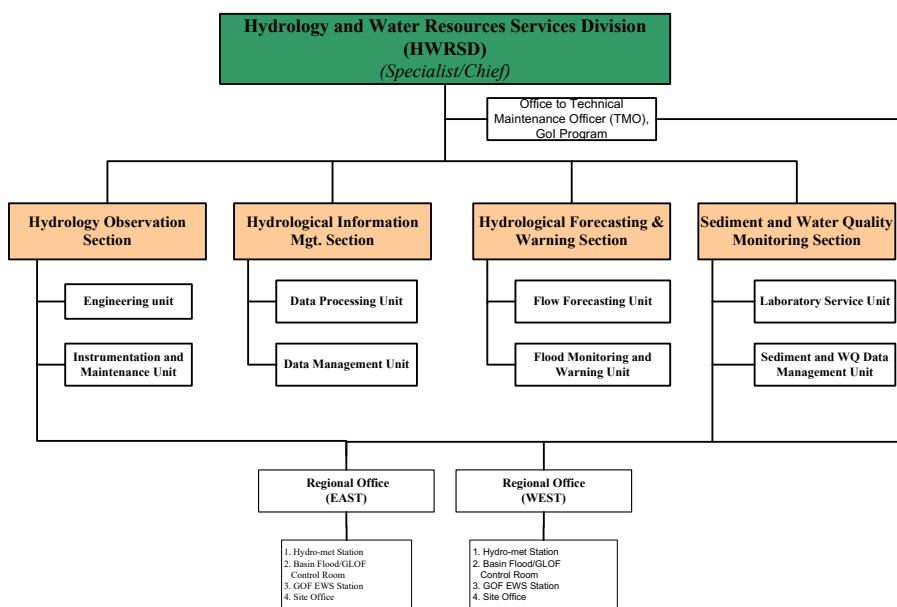 Hydrology and Water Resources Services Division
(HWRSD)
(Specialist/Chief)
Office to Technical
Maintenance Officer (TMO),
GoI Program
Hydrology Observation
Section
Hydrological Information
Mgt. Section
Hydrological Forecasting &
Warning Section
Sediment and Water Quality
Monitoring Section
Engineering unit
Data Processing Unit
Flow Forecasting Unit
Laboratory Service Unit
Instrumentation and
Maintenance Unit
Data Management Unit
Flood Monitoring and
Warning Unit
Sediment and WQ Data
Management Unit
Regional Office
(EAST)
Regional Office
(WEST)
1. Hydro-met Station
2. Basin Flood/GLOF
Control Room
3. GOF EWS Station
4. Site Office
1. Hydro-met Station
2. Basin Flood/GLOF
Control Room
3. GOF EWS Station
4. Site Office